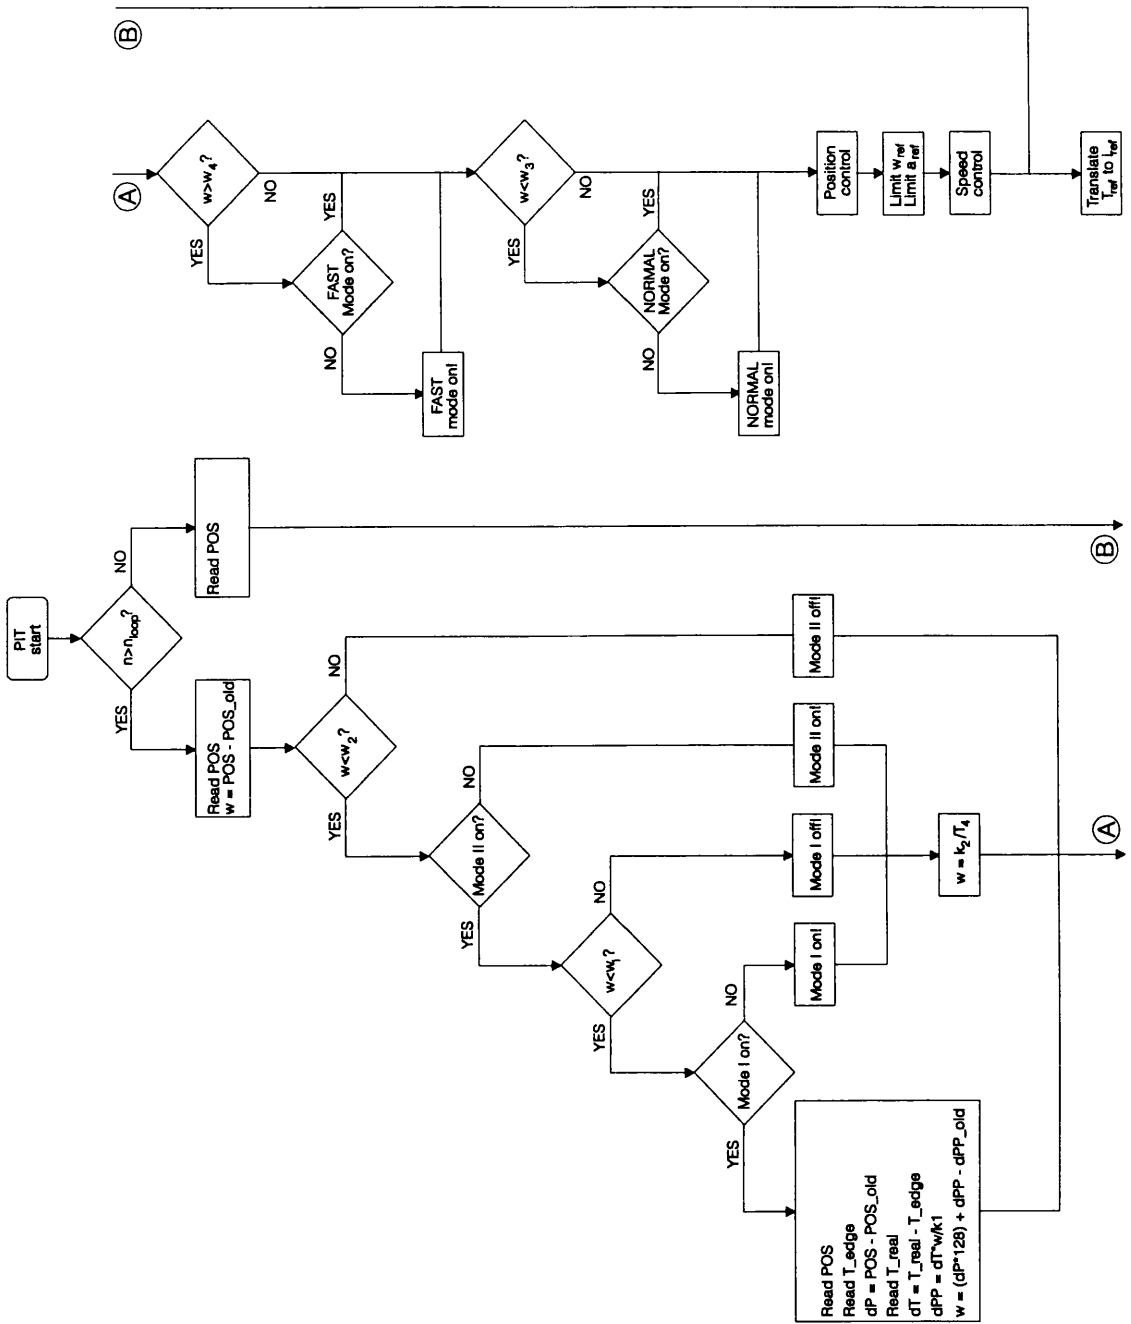 PIT
start
n>n_loop?
YES
NO
Read POS
w = POS - POS_old
Read POS
w<w_2?
YES
NO
Mode II on?
YES
NO
w<w_1?
YES
NO
Mode I on?
YES
NO
Read POS
Read T_edge
dP = POS - POS_old
Read T_real
dT = T_real - T_edge
dPP = dT*w/k1
w = (dP*128) + dPP - dPP_old
Mode I on!
Mode I off!
Mode II on!
Mode II off!
w = k_2/T_4
A
B
A
B
w>w_4?
YES
NO
FAST
Mode on?
NO
YES
FAST
mode on!
w<w_3?
YES
NO
NORMAL
Mode on?
NO
YES
NORMAL
mode on!
Position
control
Limit w_ref
Limit a_ref
Speed
control
Translate
T_ref to i_ref